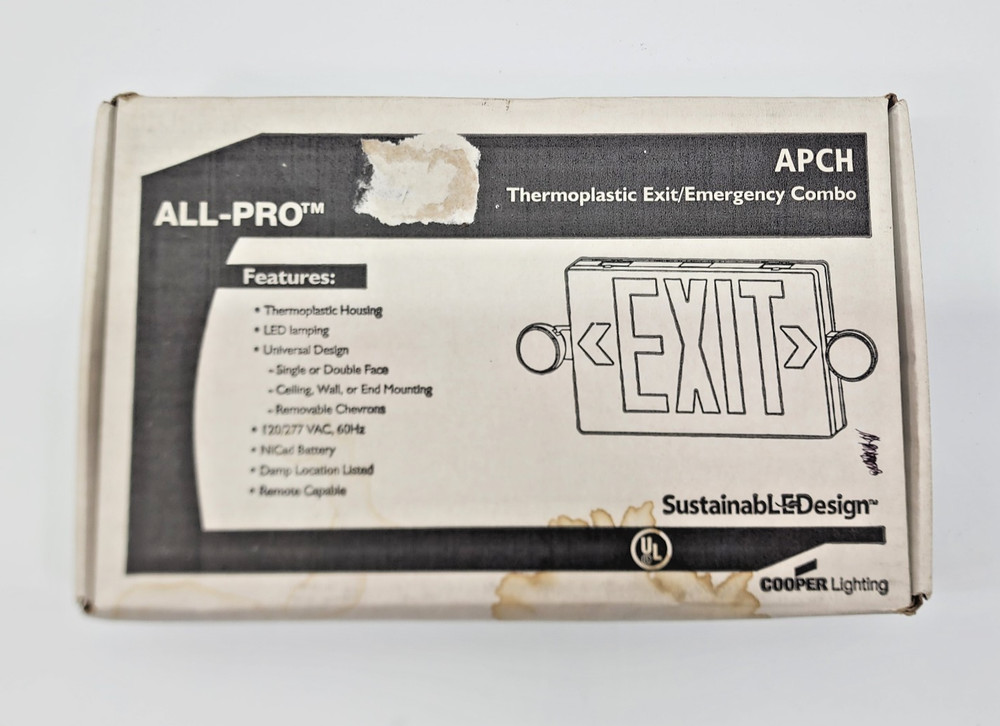 APCH
Thermoplastic Exit/Emergency Combo
ALL-PRO™
Features:
• Thermoplastic Housing
• LED lamping
• Universal Design
- Single or Double Face
- Ceiling, Wall, or End Mounting
- Removable Chevrons
• 120/277 VAC, 60Hz
• NiCad Battery
• Damp Location Listed
• Remote Capable
EXIT
SustainabLEDesign™
UL
COOPER Lighting